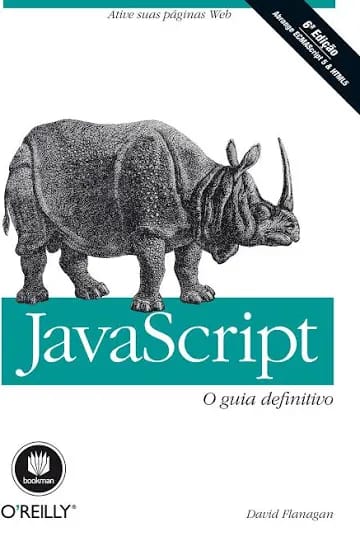 Ative suas páginas Web
6ª Edição
Abrange ECMAScript 5 & HTML5
JavaScript
O guia definitivo
bookman
O'REILLY®
David Flanagan